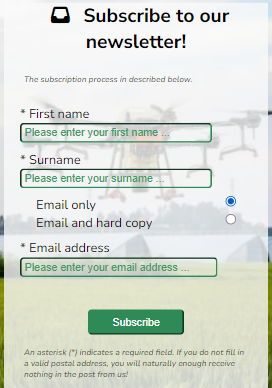 Subscribe to our
newsletter!
The subscription process in described below.
* First name
Please enter your first name ...
* Surname
Please enter your surname ...
Email only
Email and hard copy
* Email address
Please enter your email address ...
Subscribe
An asterisk (*) indicates a required field. If you do not fill in
a valid postal address, you will naturally enough receive
nothing in the post from us!